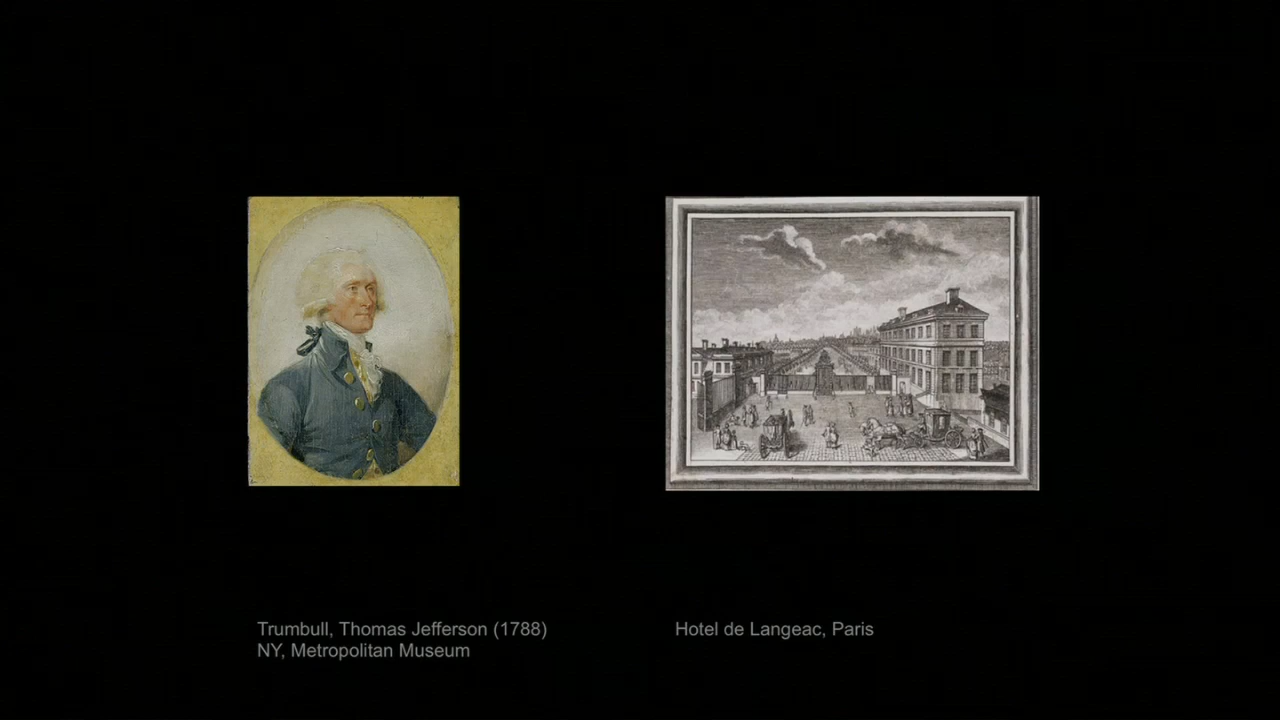 Trumbull, Thomas Jefferson (1788)
NY, Metropolitan Museum
Hotel de Langeac, Paris